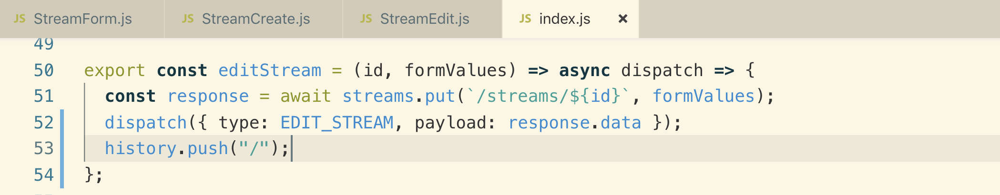 JS StreamForm.js JS StreamCreate.js JS StreamEdit.js JS index.js ×
49
50 export const editStream = (id, formValues) => async dispatch => {
51 const response = await streams.put(`/streams/${id}`, formValues);
52 dispatch({ type: EDIT_STREAM, payload: response.data });
53 history.push("/");
54 };